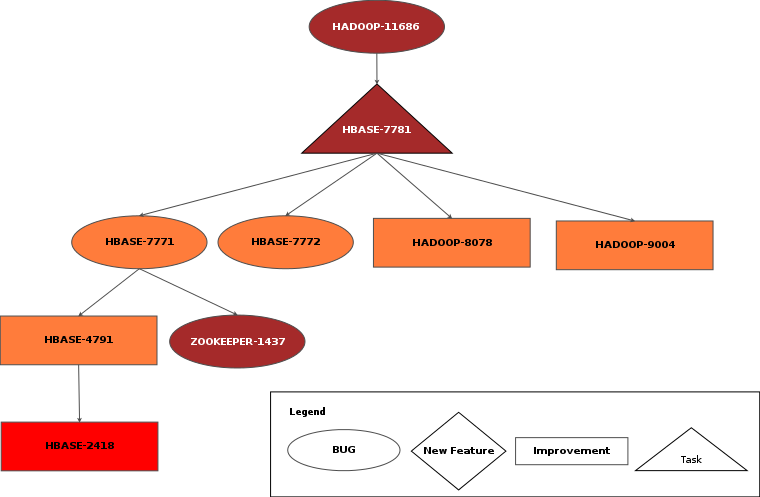 HADOOP-11686
HBASE-7781
HBASE-7771
HBASE-7772
HADOOP-8078
HADOOP-9004
HBASE-4791
ZOOKEEPER-1437
HBASE-2418
Legend
BUG
New Feature
Improvement
Task